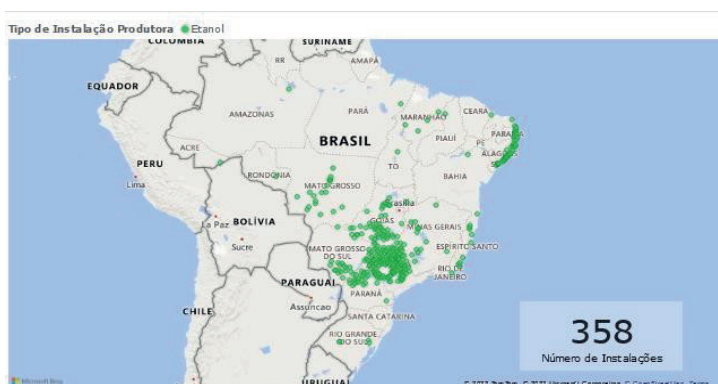 Tipo de Instalação Produtora Etanol
COLÔMBIA
SURINAME
RR
AMAPÁ
EQUADOR
AMAZONAS
PARÁ
MARANHÃO
CEARÁ
BRASIL
PIAUÍ
PE
ALAGOAS
ACRE
PERU
RONDÔNIA
TO
BAHIA
Lima
MATO GROSSO
Brasília
La Paz
BOLÍVIA
GOIÁS
MINAS GERAIS
Sucre
MATO GROSSO
DO SUL
ESPÍRITO SANTO
RIO DE
JANEIRO
PARAGUAI
PARANÁ
Assuncao
CHILE
SANTA CATARINA
358
RIO GRANDE
DO SUL
Número de Instalações
Microsoft Bing
URUGUAI